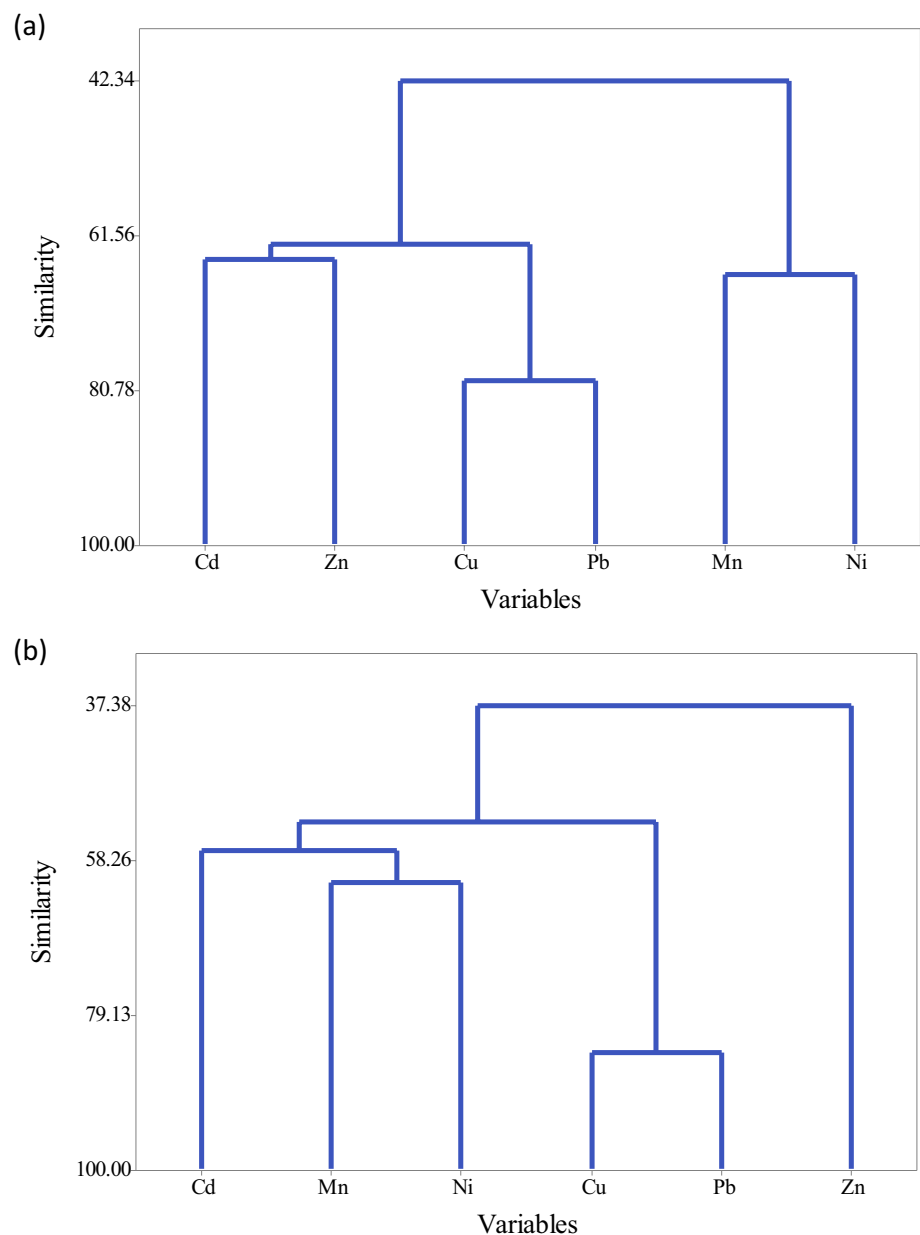 (a)
42.34
61.56
80.78
100.00
Similarity
Cd Zn Cu Pb Mn Ni
Variables
(b)
37.38
58.26
79.13
100.00
Similarity
Cd Mn Ni Cu Pb Zn
Variables